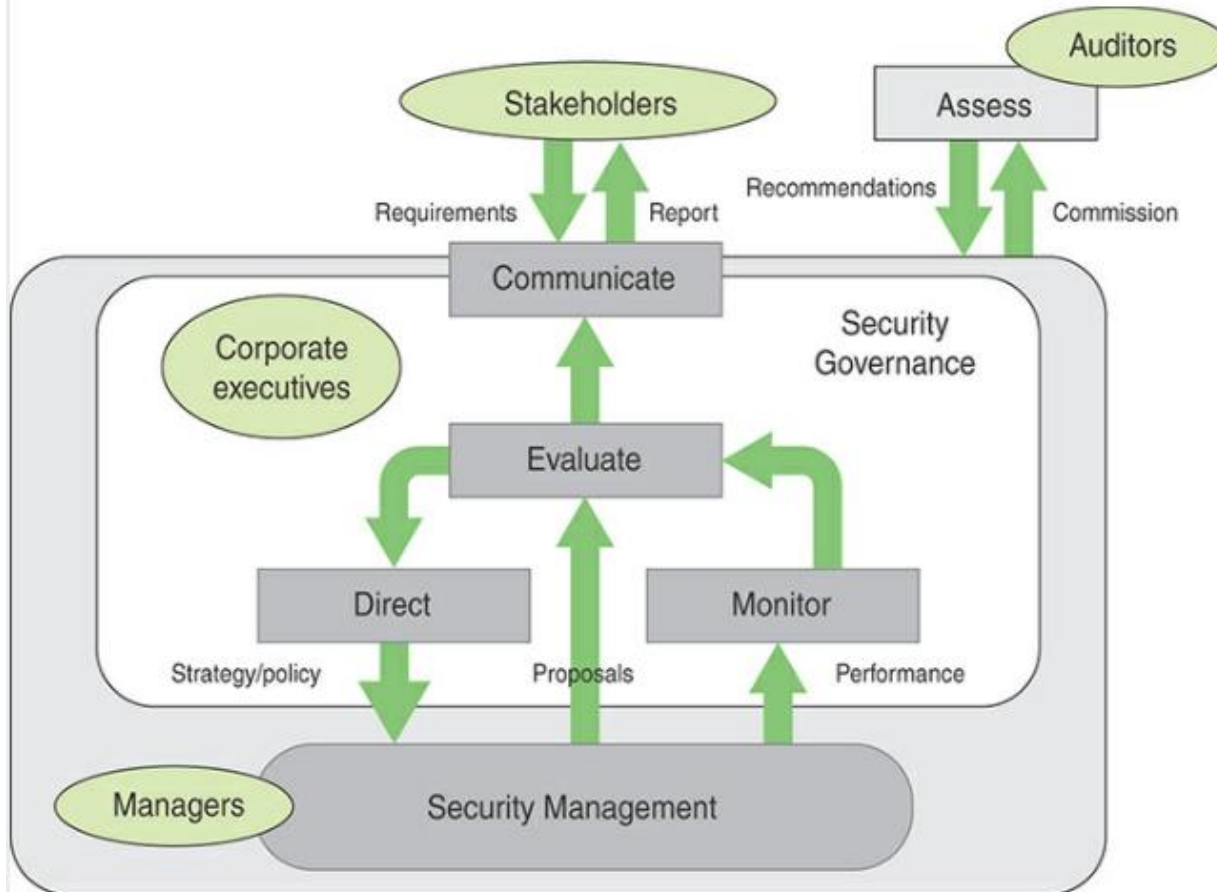 Auditors
Stakeholders
Assess
Recommendations
Requirements
Report
Commission
Communicate
Security
Governance
Corporate
executives
Evaluate
Direct
Monitor
Strategy/policy
Proposals
Performance
Managers
Security Management